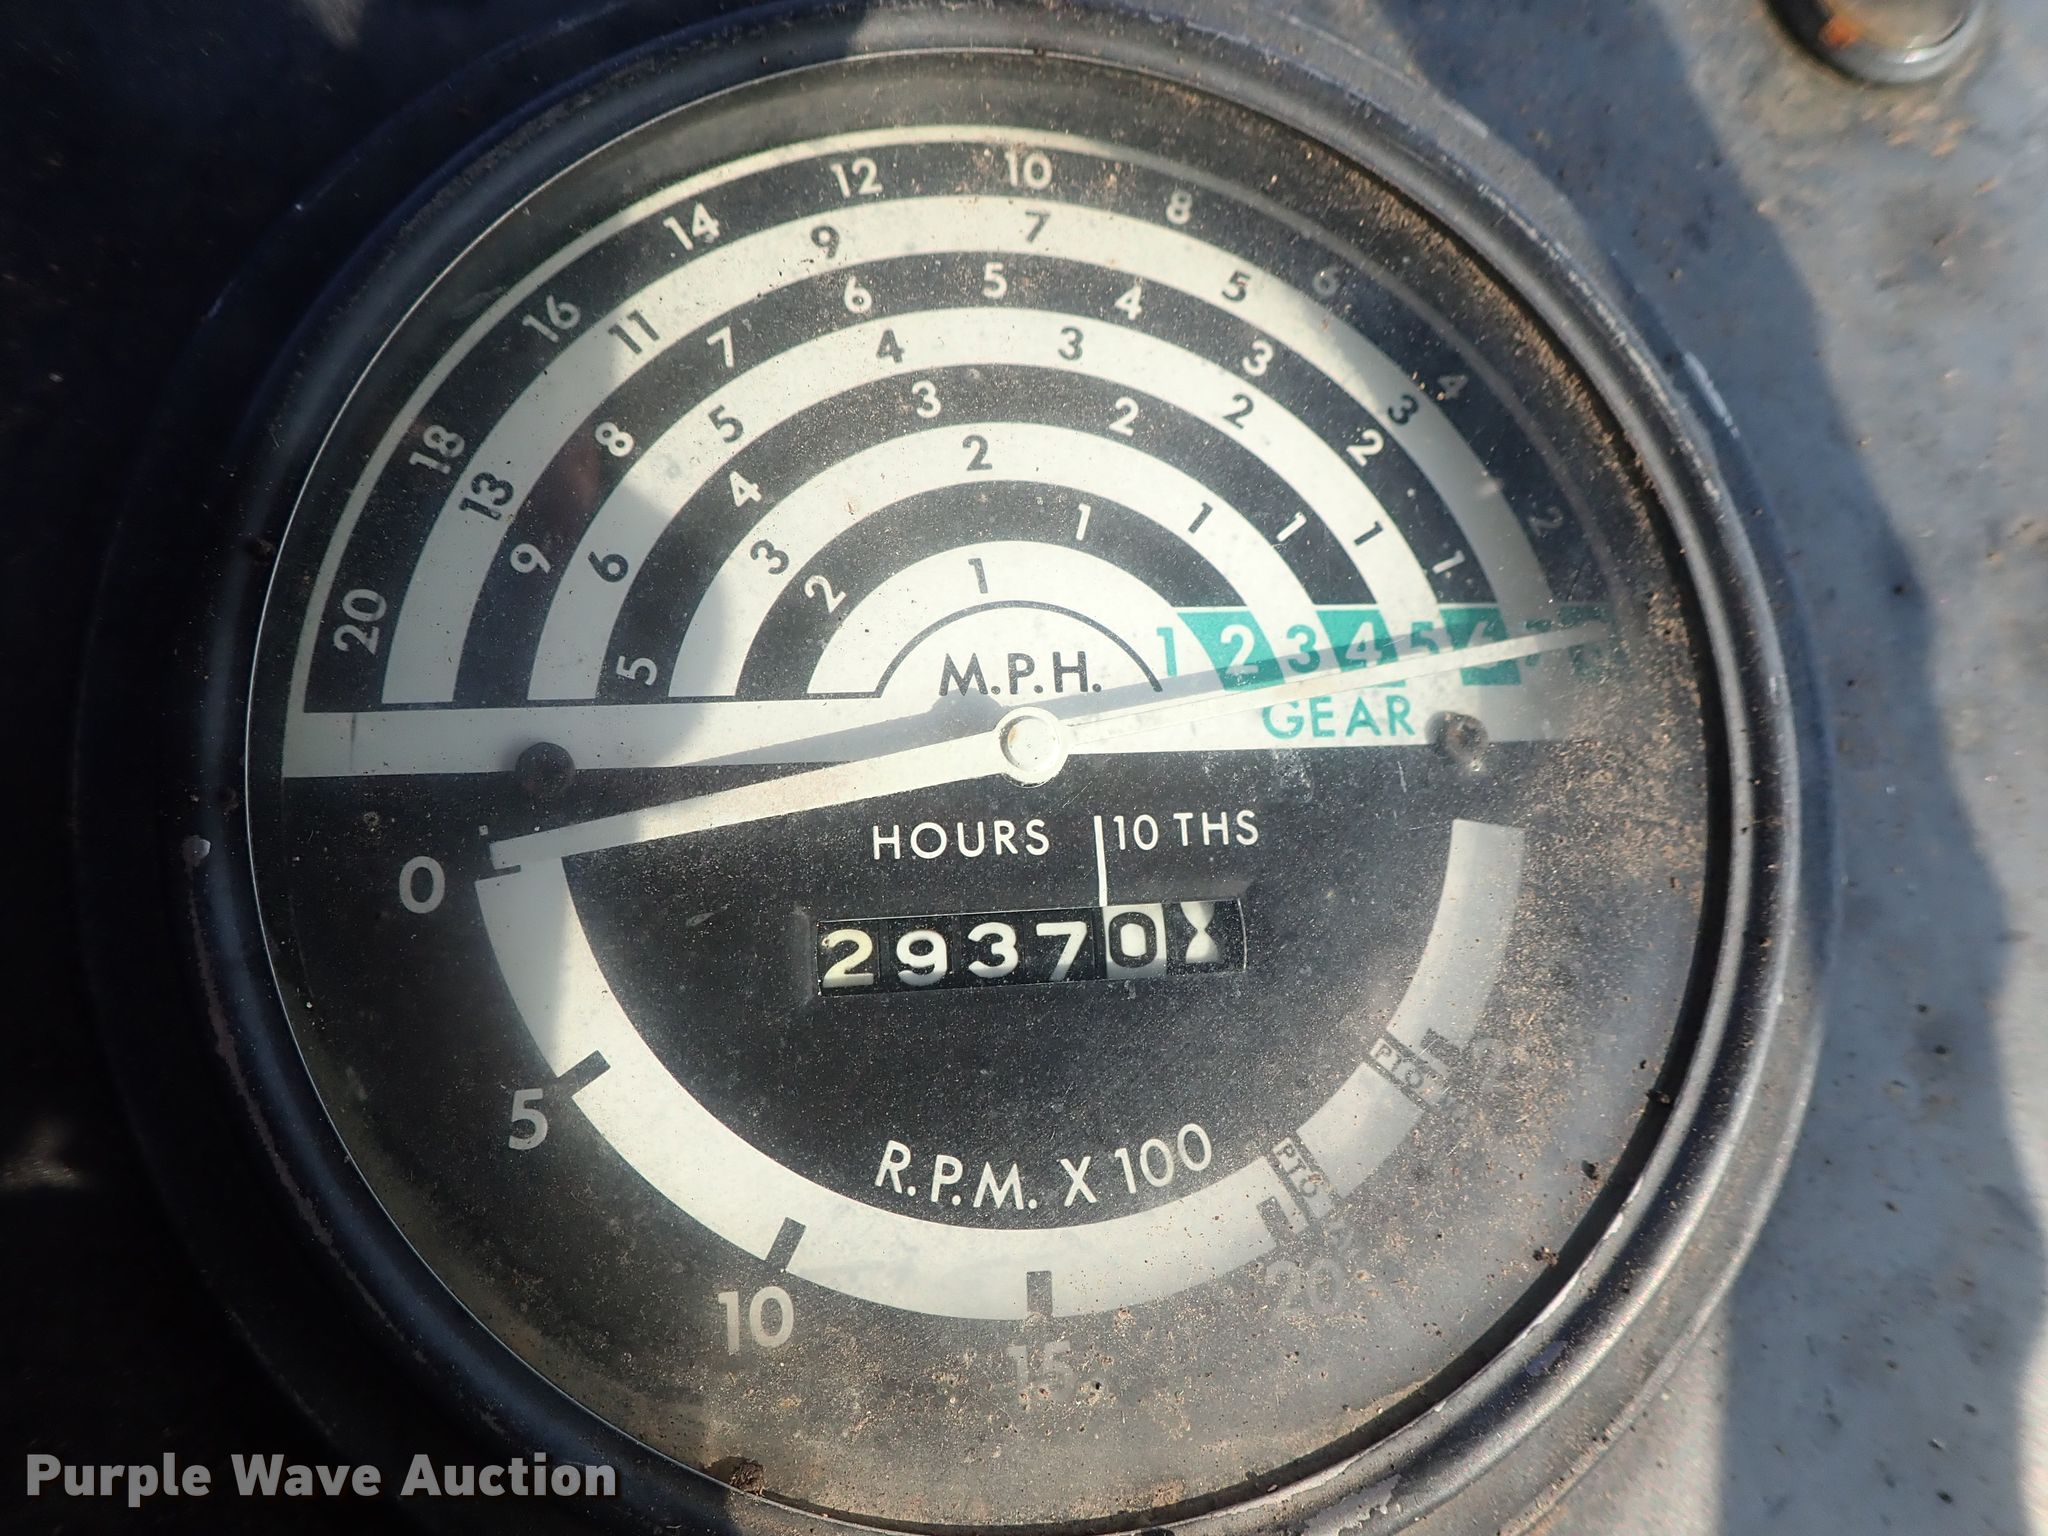 20 18 16 14 12 10 8 6 4 2
13 11 9 7 5 3
9 8 7 6 5 4 3 2 1
6 5 4 3 2 1
5 4 3 2 1
3 2 1
2 1
1
M.P.H.
1 2 3 4 5 6
GEAR
HOURS 10 THS
29370
0 5 10 15 20
PTO
PTO
R.P.M. X 100
Purple Wave Auction